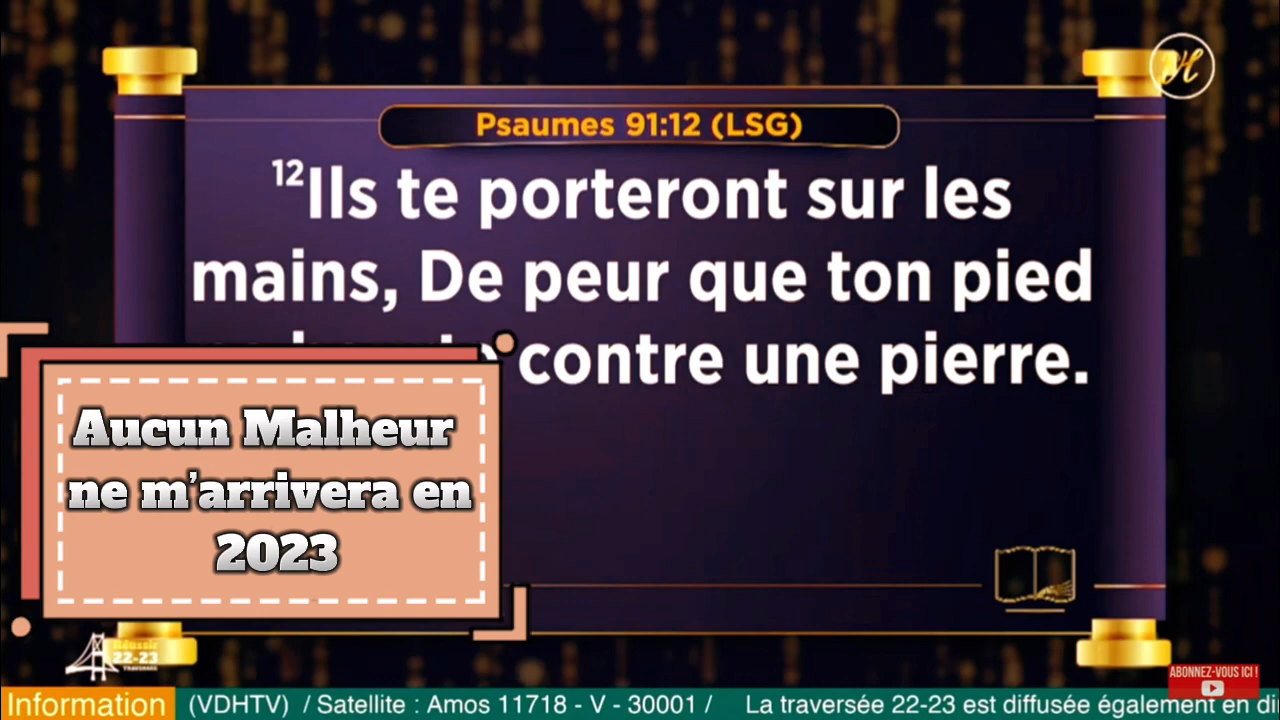 Psaumes 91:12 (LSG)
¹²Ils te porteront sur les
mains, De peur que ton pied
contre une pierre.
Aucun Malheur
ne m'arrivera en
2023
Réussir
22-23
TRAVERSÉE
ABONNEZ-VOUS ICI !
Information
(VDHTV) / Satellite : Amos 11718 - V - 30001 / La traversée 22-23 est diffusée également en di